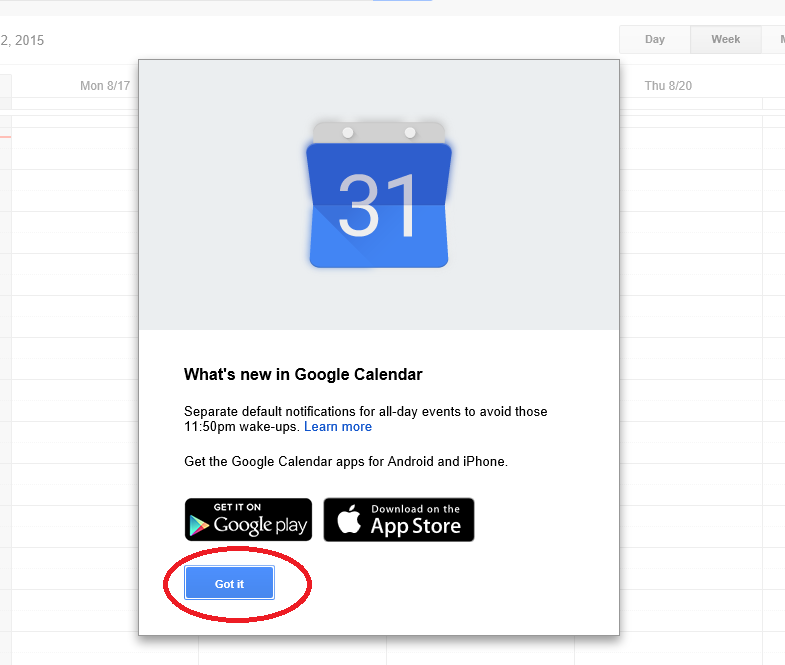 2, 2015
Day Week M
Mon 8/17
Thu 8/20
31
What's new in Google Calendar
Separate default notifications for all-day events to avoid those
11:50pm wake-ups. Learn more
Get the Google Calendar apps for Android and iPhone.
GET IT ON
Google play
Download on the
App Store
Got it